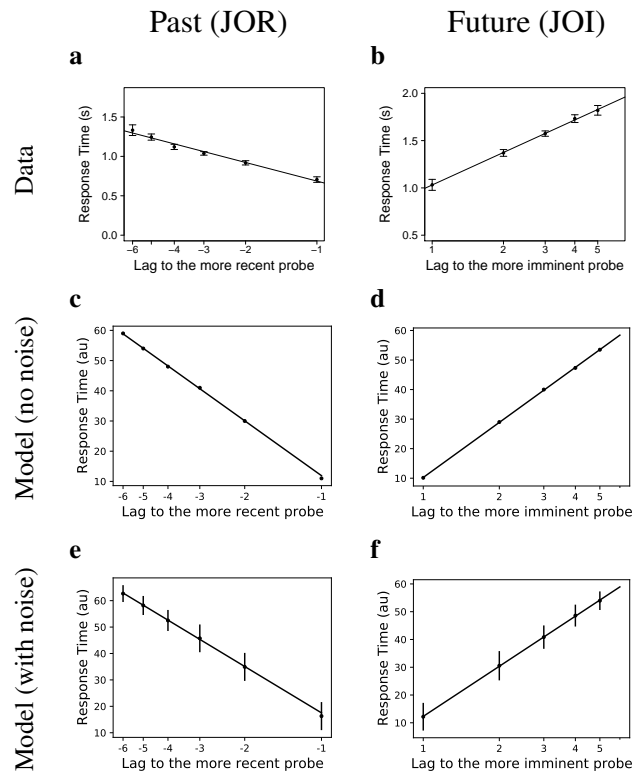 Past (JOR)
Future (JOI)
a
b
Data
Response Time (s)
1.5
1.0
0.5
0.0
−6 −4 −3 −2 −1
Lag to the more recent probe
Response Time (s)
2.0
1.5
1.0
0.5
1 2 3 4 5
Lag to the more imminent probe
c
d
Model (no noise)
Response Time (au)
60
50
40
30
20
10
-6 -5 -4 -3 -2 -1
Lag to the more recent probe
Response Time (au)
60
50
40
30
20
10
1 2 3 4 5
Lag to the more imminent probe
e
f
Model (with noise)
Response Time (au)
60
50
40
30
20
10
-6 -5 -4 -3 -2 -1
Lag to the more recent probe
Response Time (au)
60
50
40
30
20
10
1 2 3 4 5
Lag to the more imminent probe